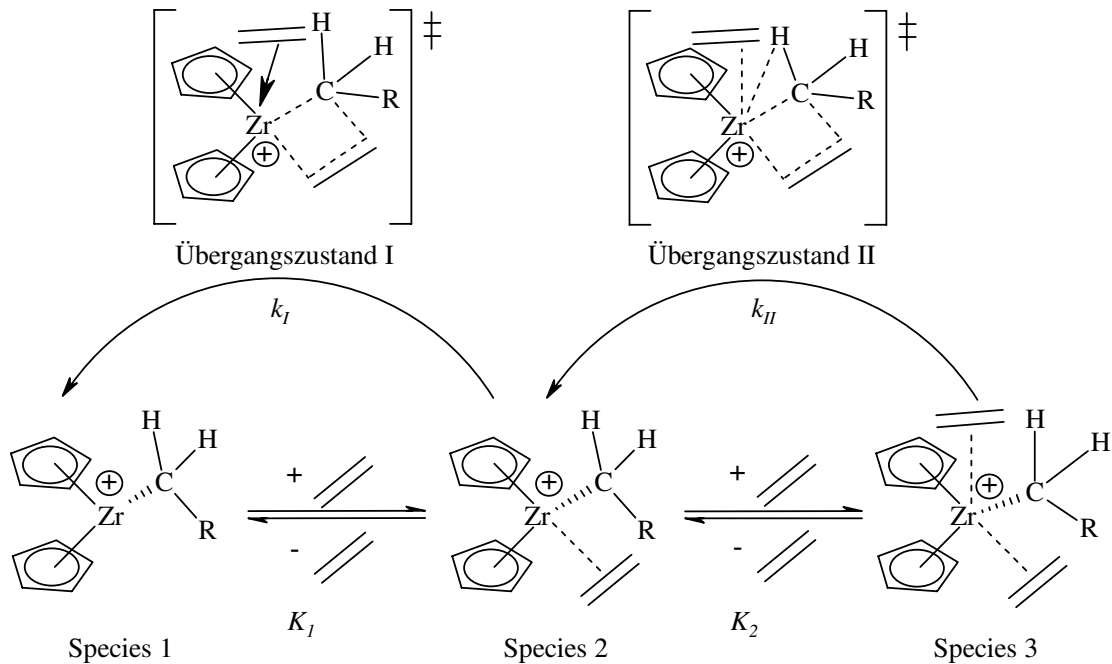 H
H
C
R
Zr
+
‡
Übergangszustand I
H
H
C
R
Zr
+
‡
Übergangszustand II
k_I
k_II
H
H
+
C
Zr
R
+
-
K_1
Species 1
H
H
+
C
Zr
R
+
-
K_2
Species 2
H
H
+
C
Zr
R
Species 3